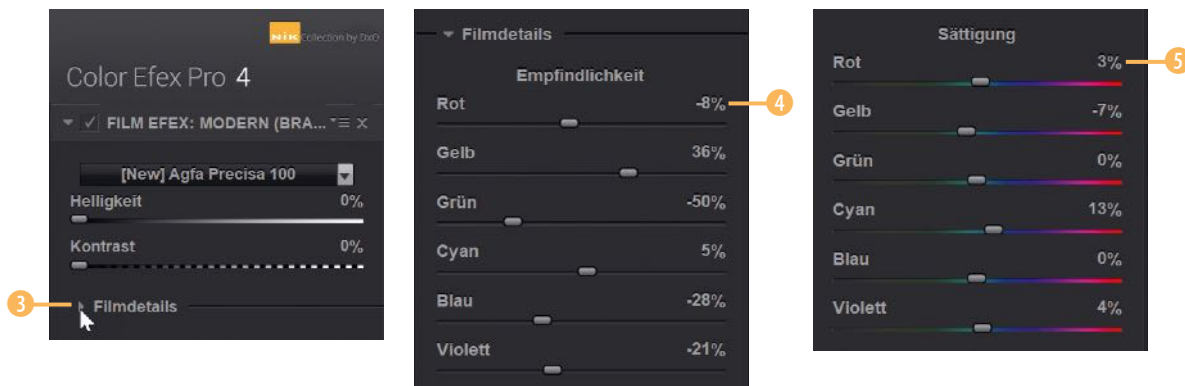 Nik Collection by DxO
Color Efex Pro 4
FILM EFEX: MODERN (BRA...
[New] Agfa Precisa 100
Helligkeit 0%
Kontrast 0%
3
Filmdetails
Filmdetails
Empfindlichkeit
Rot -8%
4
Gelb 36%
Grün -50%
Cyan 5%
Blau -28%
Violett -21%
Sättigung
Rot 3%
5
Gelb -7%
Grün 0%
Cyan 13%
Blau 0%
Violett 4%